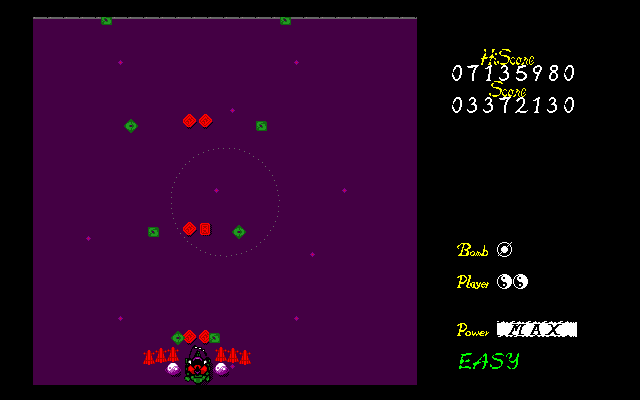 HiScore
07135980
Score
03372130
Bomb
Player
Power MAX
EASY